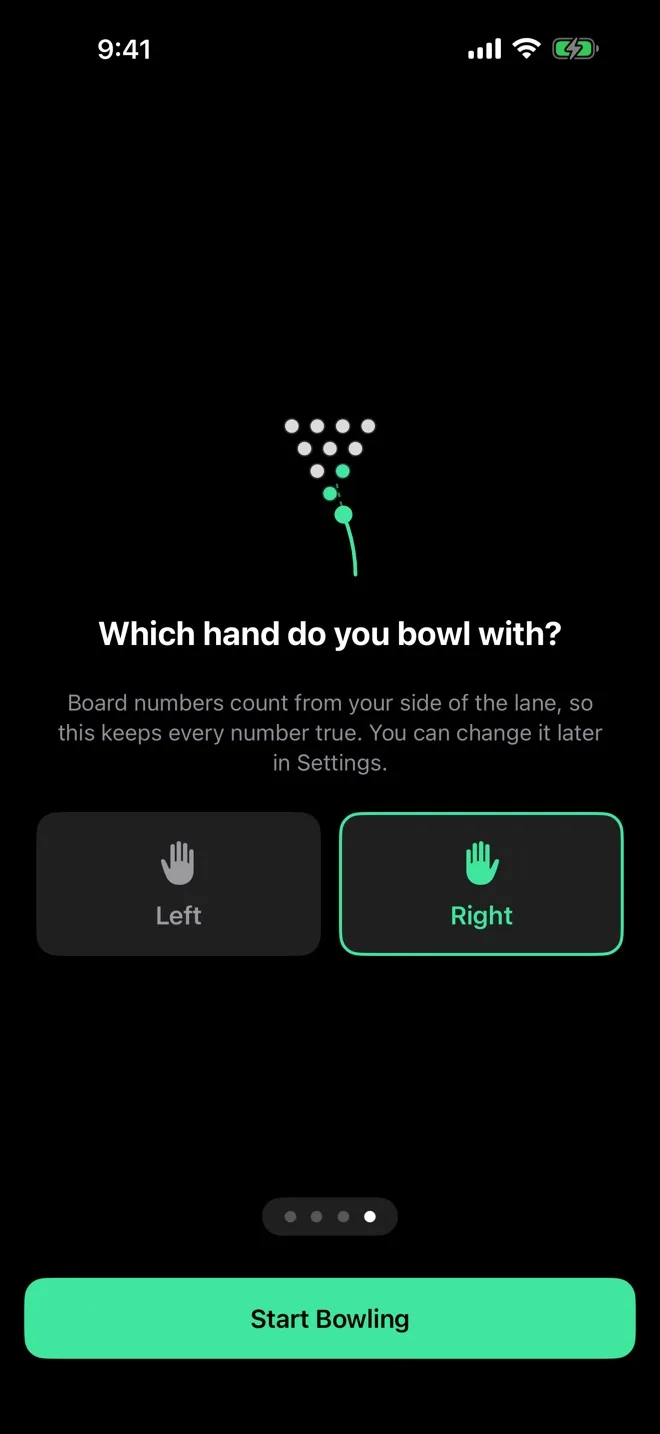 9:41
Which hand do you bowl with?
Board numbers count from your side of the lane, so
this keeps every number true. You can change it later
in Settings.
Left
Right
Start Bowling